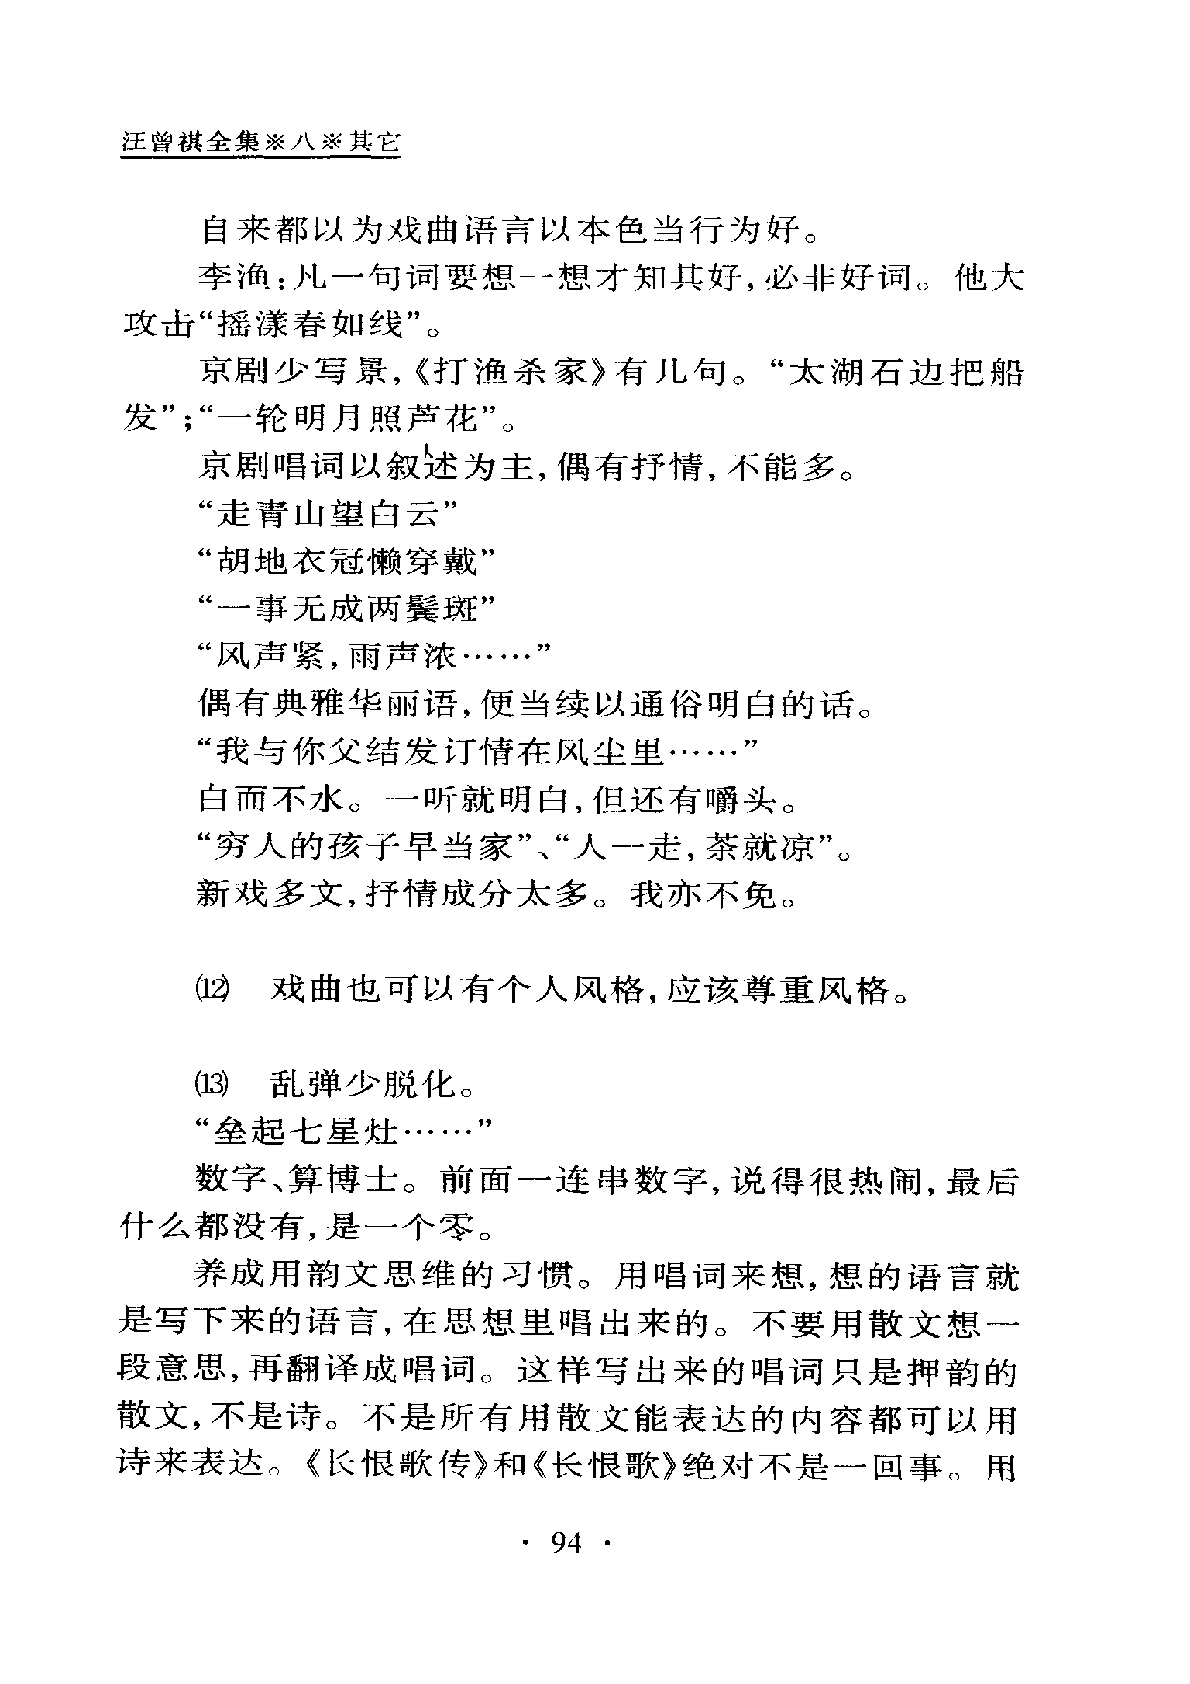 汪曾祺全集※八※其它
自来都以为戏曲语言以本色当行为好。
李渔:凡一句词要想一想才知其好,必非好词。他大
攻击“摇漾春如线”。
京剧少写景,《打渔杀家》有几句。“太湖石边把船
发”;“一轮明月照芦花”。
京剧唱词以叙述为主,偶有抒情,不能多。
“走青山望白云”
“胡地衣冠懒穿戴”
“一事无成两鬓斑”
“风声紧,雨声浓……”
偶有典雅华丽语,便当续以通俗明白的话。
“我与你父结发订情在风尘里……”
白而不水。一听就明白,但还有嚼头。
“穷人的孩子早当家”、“人一走,茶就凉”。
新戏多文,抒情成分太多。我亦不免。
⑿ 戏曲也可以有个人风格,应该尊重风格。
⒀ 乱弹少脱化。
“垒起七星灶……”
数字、算博士。前面一连串数字,说得很热闹,最后
什么都没有,是一个零。
养成用韵文思维的习惯。用唱词来想,想的语言就
是写下来的语言,在思想里唱出来的。不要用散文想一
段意思,再翻译成唱词。这样写出来的唱词只是押韵的
散文,不是诗。不是所有用散文能表达的内容都可以用
诗来表达。《长恨歌传》和《长恨歌》绝对不是一回事。用
· 94 ·